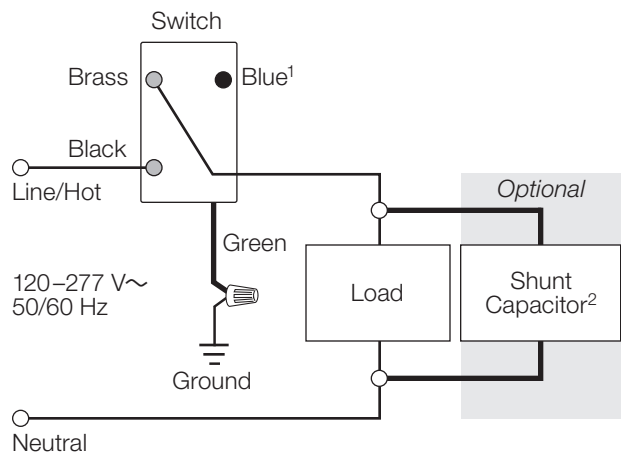 Switch
Brass
Blue¹
Black
Line/Hot
Optional
Green
120–277 V~
50/60 Hz
Load
Shunt
Capacitor²
Ground
Neutral